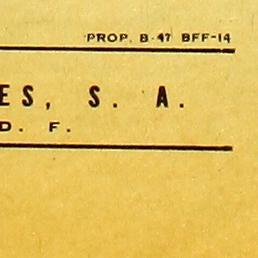 PROP. B-47 BFF-14
ES, S. A.
D. F.